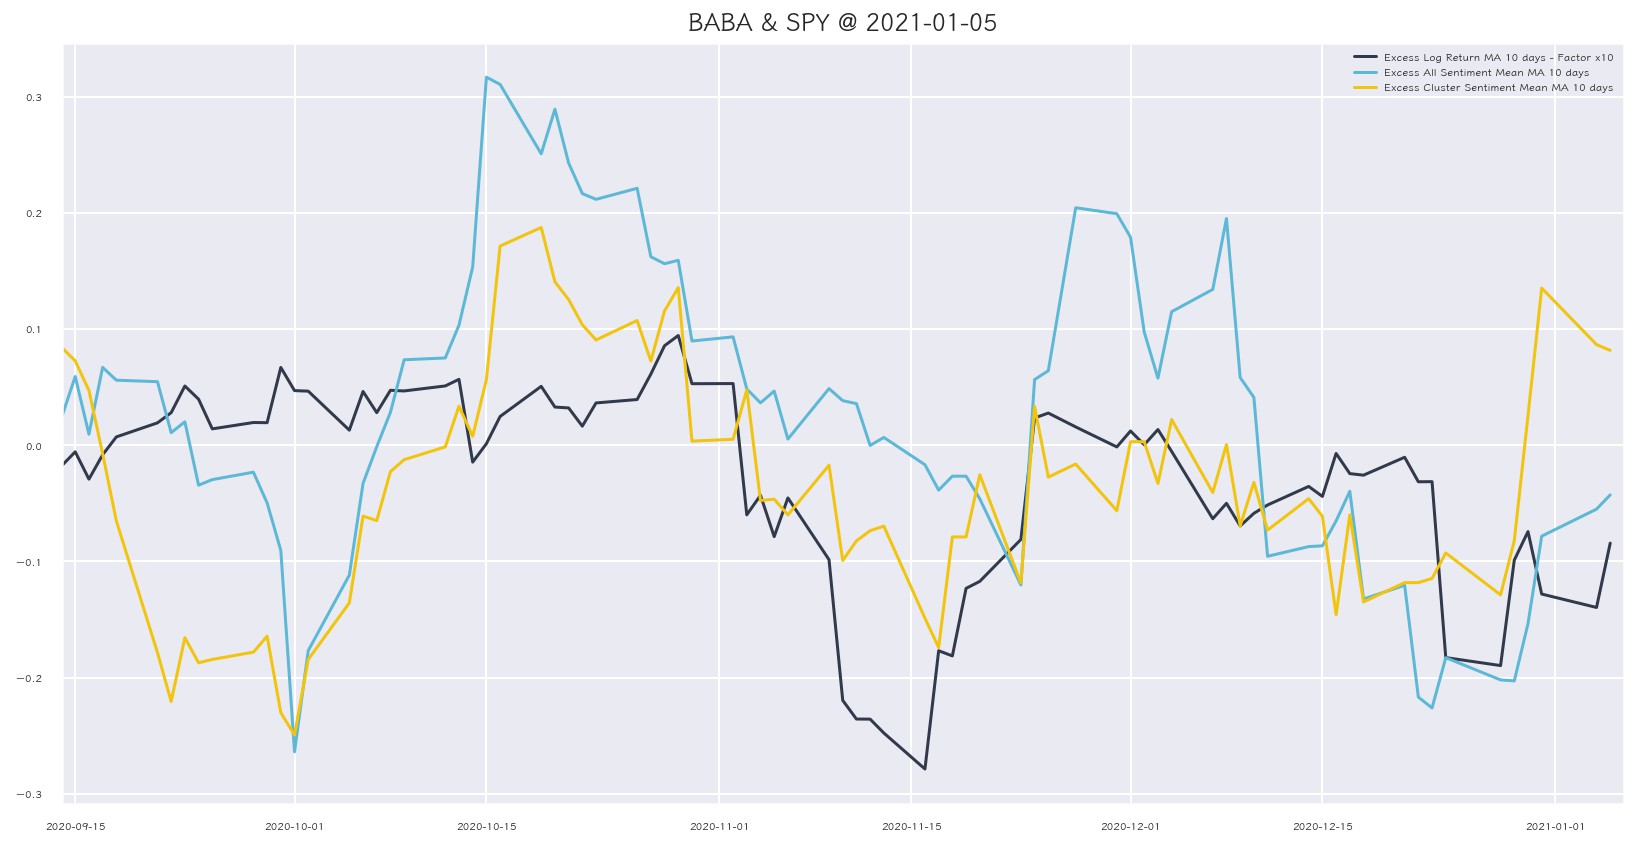 BABA & SPY @ 2021-01-05
Excess Log Return MA 10 days - Factor x10
Excess All Sentiment Mean MA 10 days
Excess Cluster Sentiment Mean MA 10 days
0.3
0.2
0.1
0.0
−0.1
−0.2
−0.3
2020-09-15 2020-10-01 2020-10-15 2020-11-01 2020-11-15 2020-12-01 2020-12-15 2021-01-01